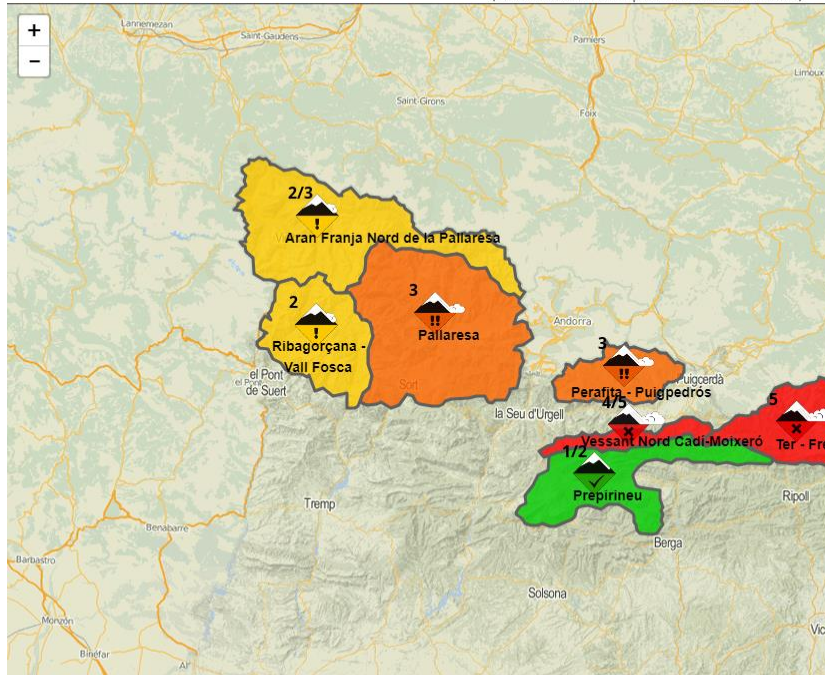 +
−
Lannemezan
Saint-Gaudens
Pamiers
Limoux
Saint-Girons
Foix
2/3
Aran Franja Nord de la Pallaresa
2
3
Ribagorçana -
Vall Fosca
Pallaresa
Andorra
3
el Pont
de Suert
Sort
Puigcerdà
Perafita - Puigpedrós
4/5
5
la Seu d'Urgell
Vessant Nord Cadí-Moixeró
Ter - Fre
1/2
Prepirineu
Tremp
Ripoll
Benabarre
Berga
Barbastro
Solsona
Monzón
Vic
Binéfar